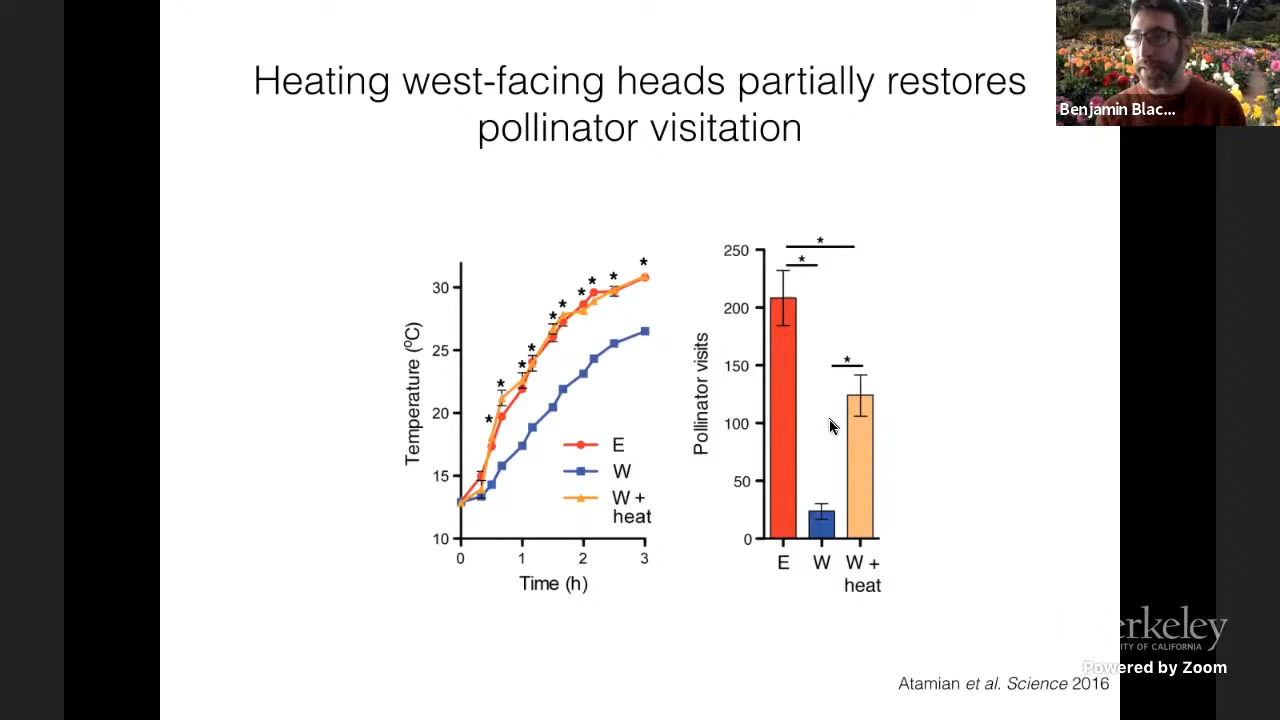 Heating west-facing heads partially restores
pollinator visitation
Benjamin Blac...
Temperature (ºC)
30
25
20
15
10
* * * * * * * * * *
E
W
W +
heat
0 1 2 3
Time (h)
Pollinator visits
250
200
150
100
50
0
*
*
*
E W W +
heat
erkeley
ITY OF CALIFORNIA
Powered by Zoom
Atamian et al. Science 2016